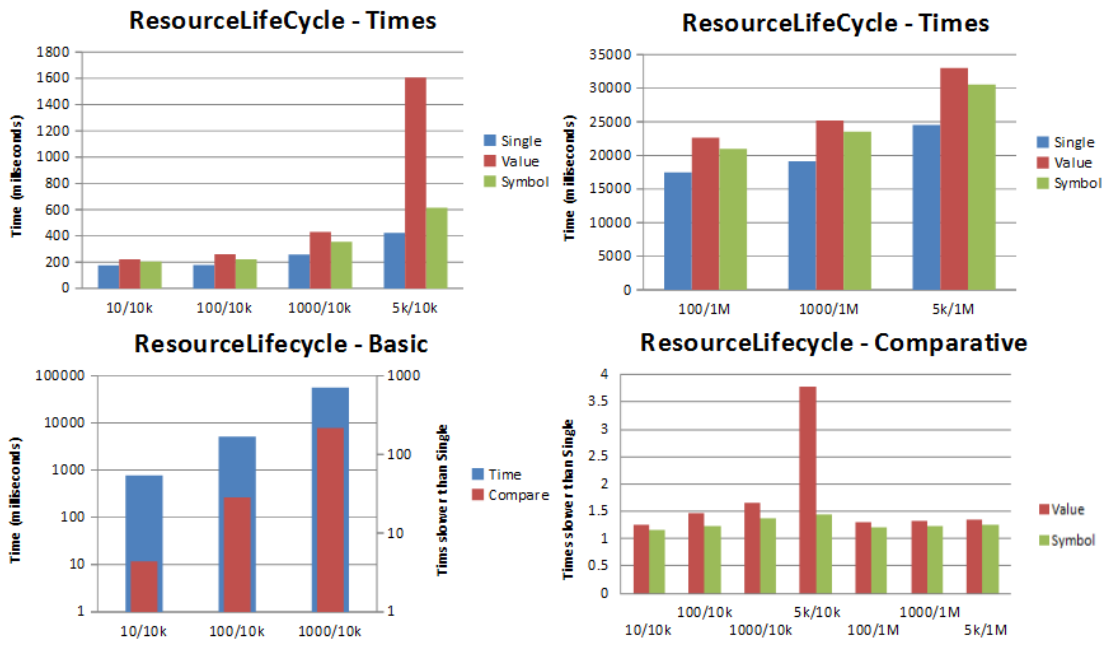 ResourceLifeCycle - Times
Time (milliseconds)
1800
1600
1400
1200
1000
800
600
400
200
0
10/10k 100/10k 1000/10k 5k/10k
Single
Value
Symbol
ResourceLifeCycle - Times
Time (milliseconds)
35000
30000
25000
20000
15000
10000
5000
0
100/1M 1000/1M 5k/1M
Single
Value
Symbol
ResourceLifecycle - Basic
Time (milliseconds)
100000
10000
1000
100
10
1
1000
100
10
1
Tims slower than Single
10/10k 100/10k 1000/10k
Time
Compare
ResourceLifecycle - Comparative
Times slower than Single
4
3.5
3
2.5
2
1.5
1
0.5
0
100/10k 5k/10k 1000/1M
10/10k 1000/10k 100/1M 5k/1M
Value
Symbol